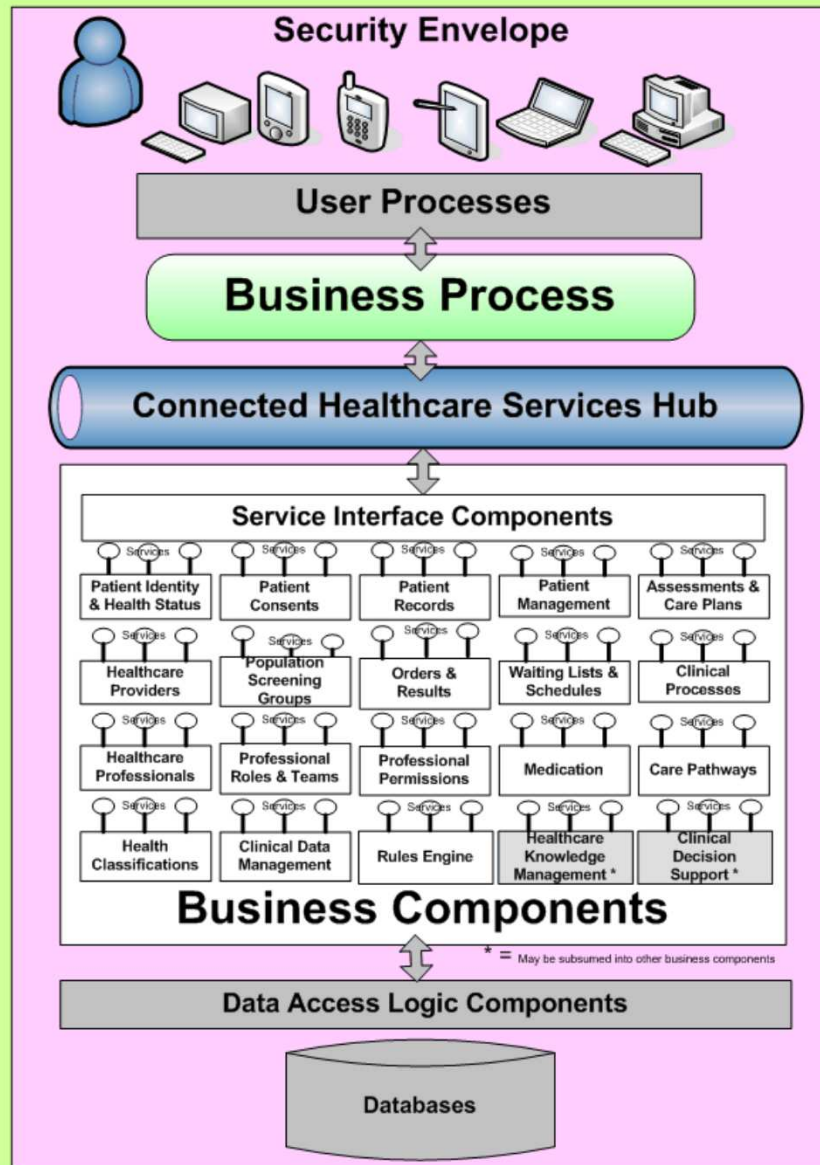 Security Envelope
User Processes
Business Process
Connected Healthcare Services Hub
Service Interface Components
Services Services Services Services Services
Patient Identity
& Health Status
Patient
Consents
Patient
Records
Patient
Management
Assessments &
Care Plans
Services Services Services Services Services
Healthcare
Providers
Population
Screening
Groups
Orders &
Results
Waiting Lists &
Schedules
Clinical
Processes
Services Services Services Services Services
Healthcare
Professionals
Professional
Roles & Teams
Professional
Permissions
Medication
Care Pathways
Services Services Services Services Services
Health
Classifications
Clinical Data
Management
Rules Engine
Healthcare
Knowledge
Management *
Clinical
Decision
Support *
Business Components
* = May be subsumed into other business components
Data Access Logic Components
Databases